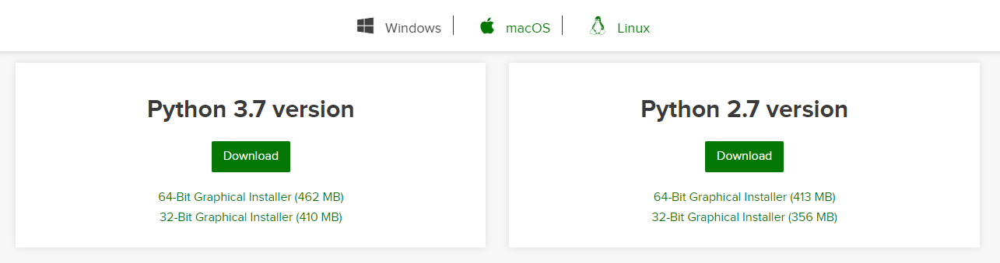 Windows
macOS
Linux
Python 3.7 version
Download
64-Bit Graphical Installer (462 MB)
32-Bit Graphical Installer (410 MB)
Python 2.7 version
Download
64-Bit Graphical Installer (413 MB)
32-Bit Graphical Installer (356 MB)